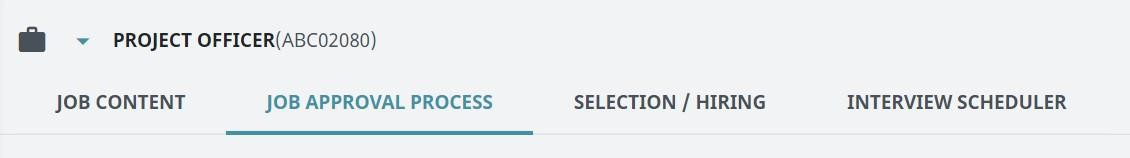 PROJECT OFFICER(ABC02080)
JOB CONTENT JOB APPROVAL PROCESS SELECTION / HIRING INTERVIEW SCHEDULER